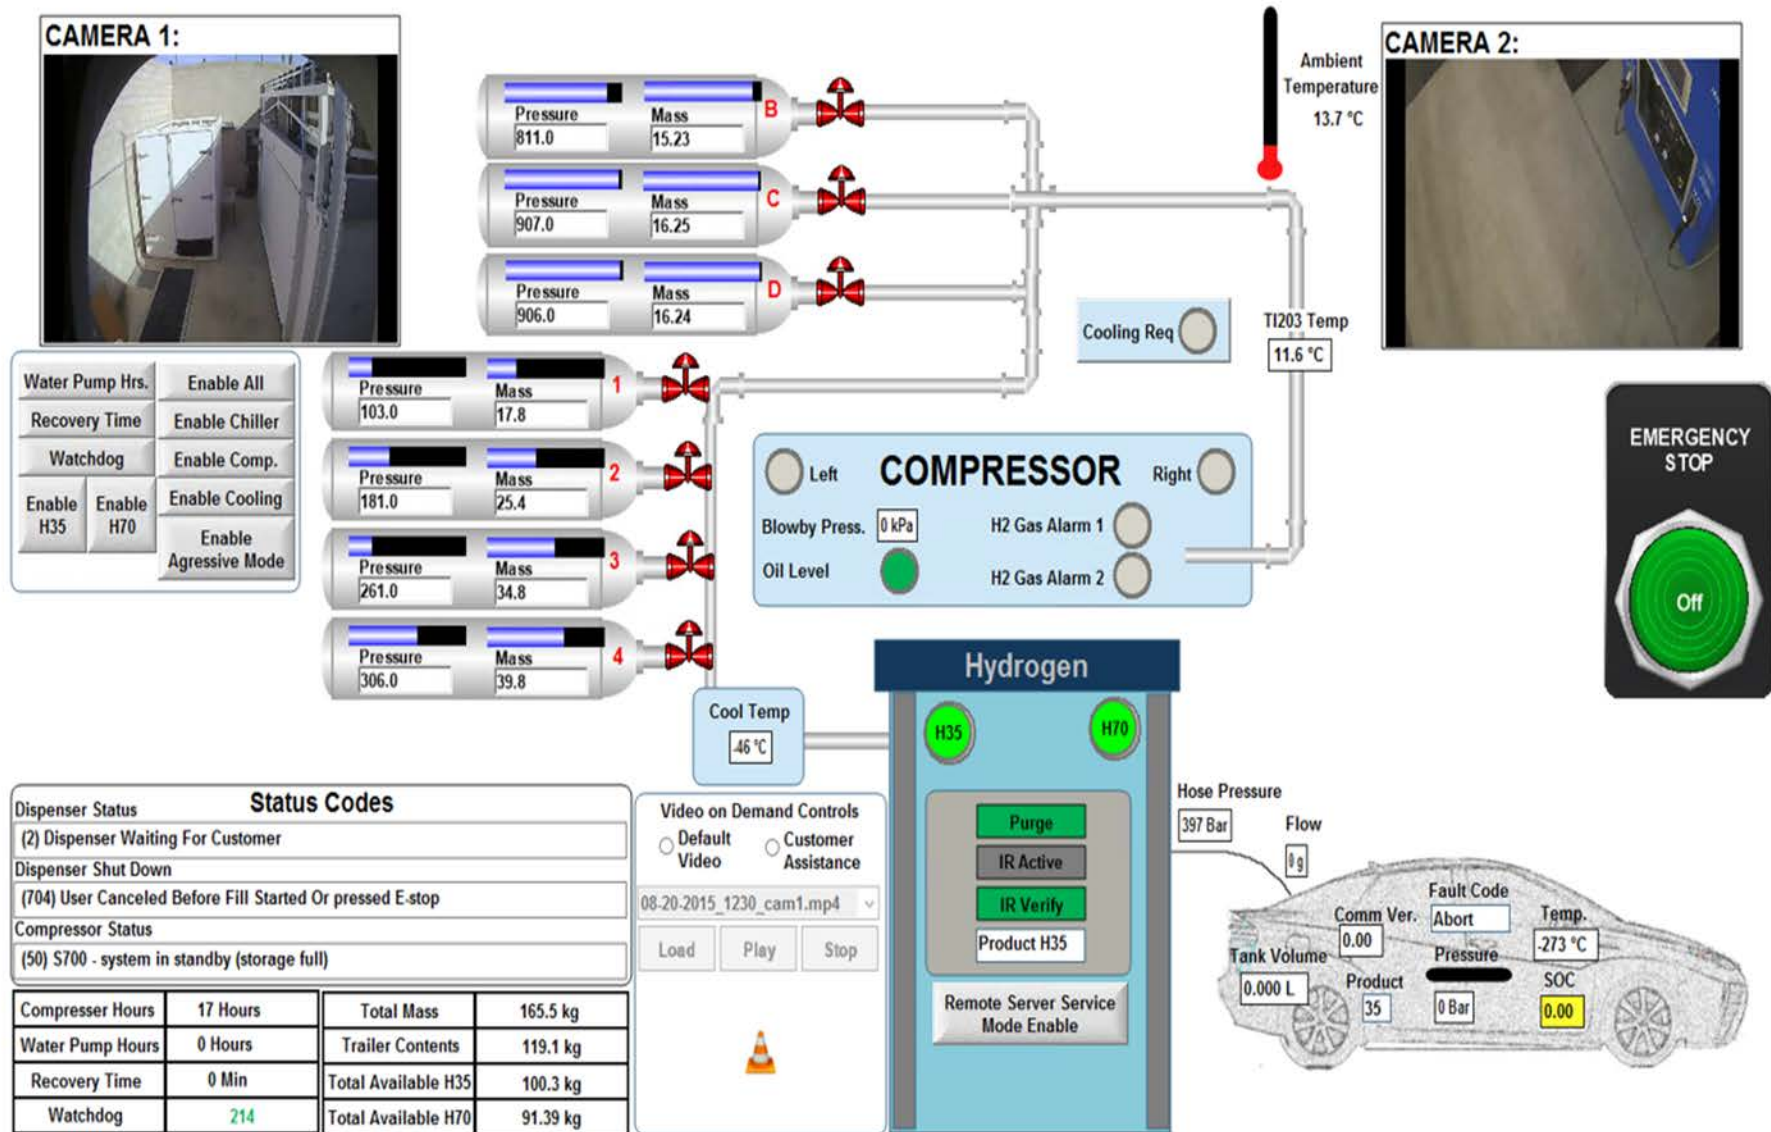 CAMERA 1:
Pressure
Mass
B
811.0
15.23
Pressure
Mass
C
907.0
16.25
Pressure
Mass
D
906.0
16.24
Ambient
Temperature
13.7 °C
CAMERA 2:
Cooling Req
TI203 Temp
11.6 °C
Water Pump Hrs.
Enable All
Recovery Time
Enable Chiller
Watchdog
Enable Comp.
Enable
H35
Enable
H70
Enable Cooling
Enable
Agressive Mode
Pressure
Mass
1
103.0
17.8
Pressure
Mass
2
181.0
25.4
Pressure
Mass
3
261.0
34.8
Pressure
Mass
4
306.0
39.8
Left
COMPRESSOR
Right
Blowby Press.
0 kPa
H2 Gas Alarm 1
Oil Level
H2 Gas Alarm 2
EMERGENCY
STOP
Off
Cool Temp
-46 °C
Hydrogen
H35
H70
Purge
IR Active
IR Verify
Product H35
Remote Server Service
Mode Enable
Hose Pressure
397 Bar
Flow
0 g
Fault Code
Abort
Comm Ver.
0.00
Temp.
-273 °C
Tank Volume
0.000 L
Pressure
0 Bar
Product
35
SOC
0.00
Status Codes
Dispenser Status
(2) Dispenser Waiting For Customer
Dispenser Shut Down
(704) User Canceled Before Fill Started Or pressed E-stop
Compressor Status
(50) S700 - system in standby (storage full)
Video on Demand Controls
Default
Video
Customer
Assistance
08-20-2015_1230_cam1.mp4
Load
Play
Stop
Compresser Hours
17 Hours
Total Mass
165.5 kg
Water Pump Hours
0 Hours
Trailer Contents
119.1 kg
Recovery Time
0 Min
Total Available H35
100.3 kg
Watchdog
214
Total Available H70
91.39 kg